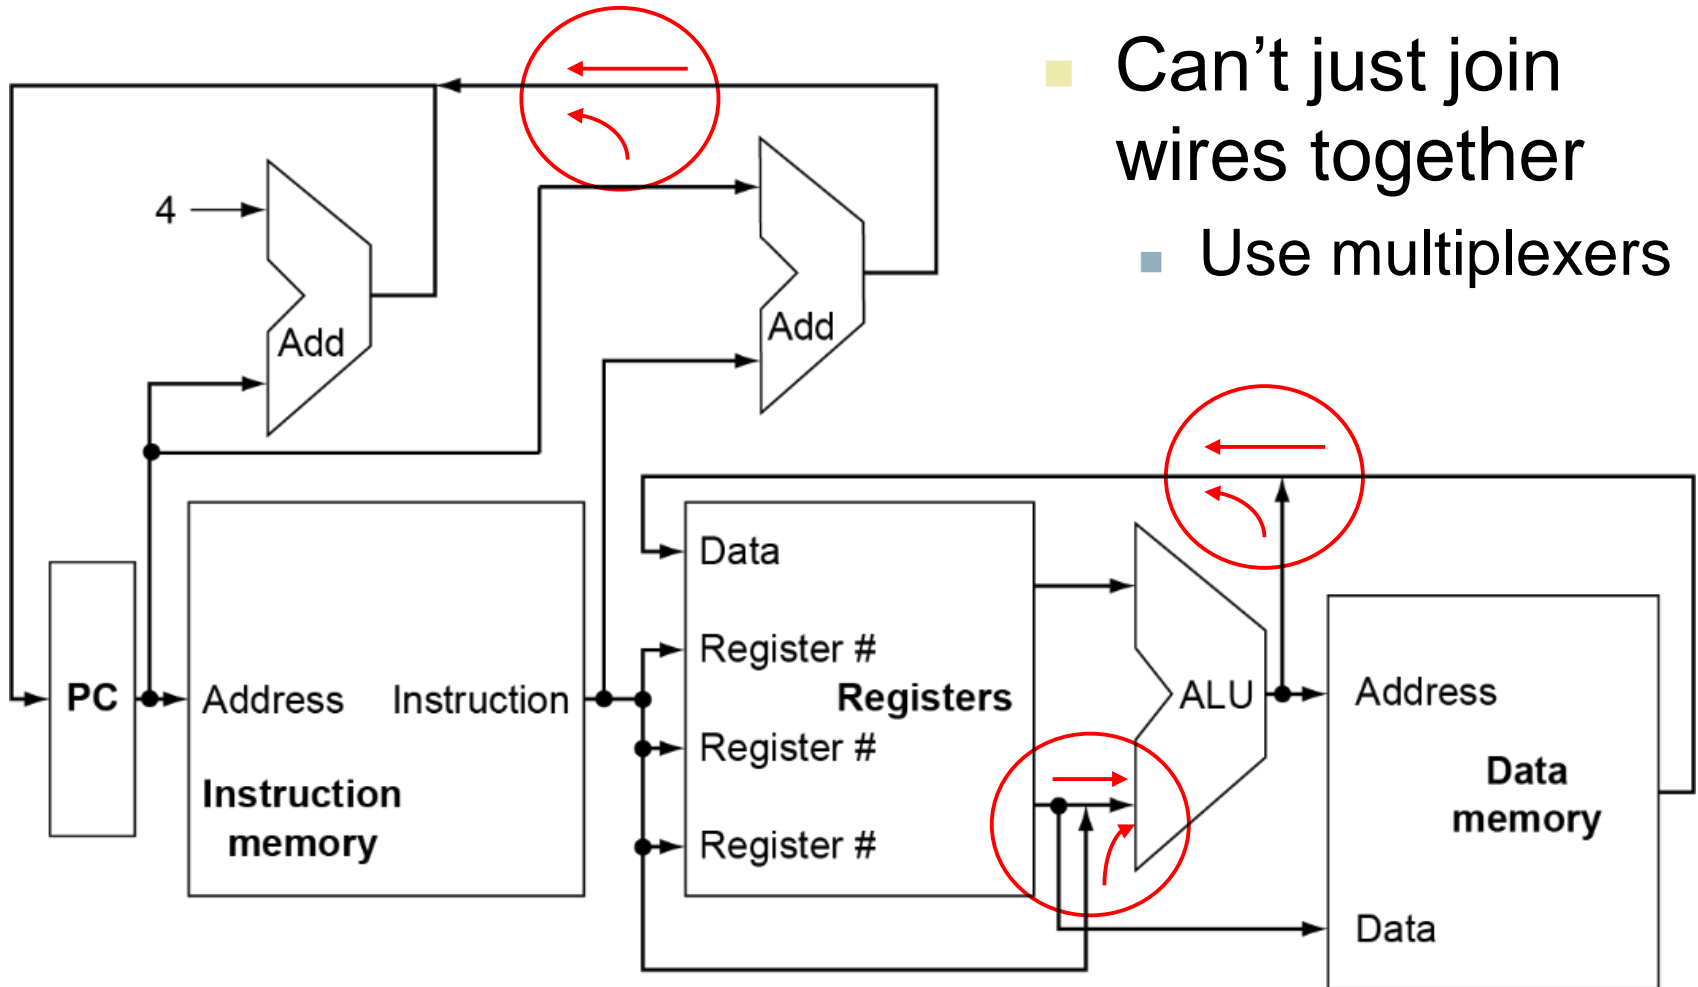 Can’t just join
wires together
Use multiplexers
4
Add
Add
PC
Address
Instruction
Instruction
memory
Data
Register #
Registers
Register #
Register #
ALU
Address
Data
memory
Data